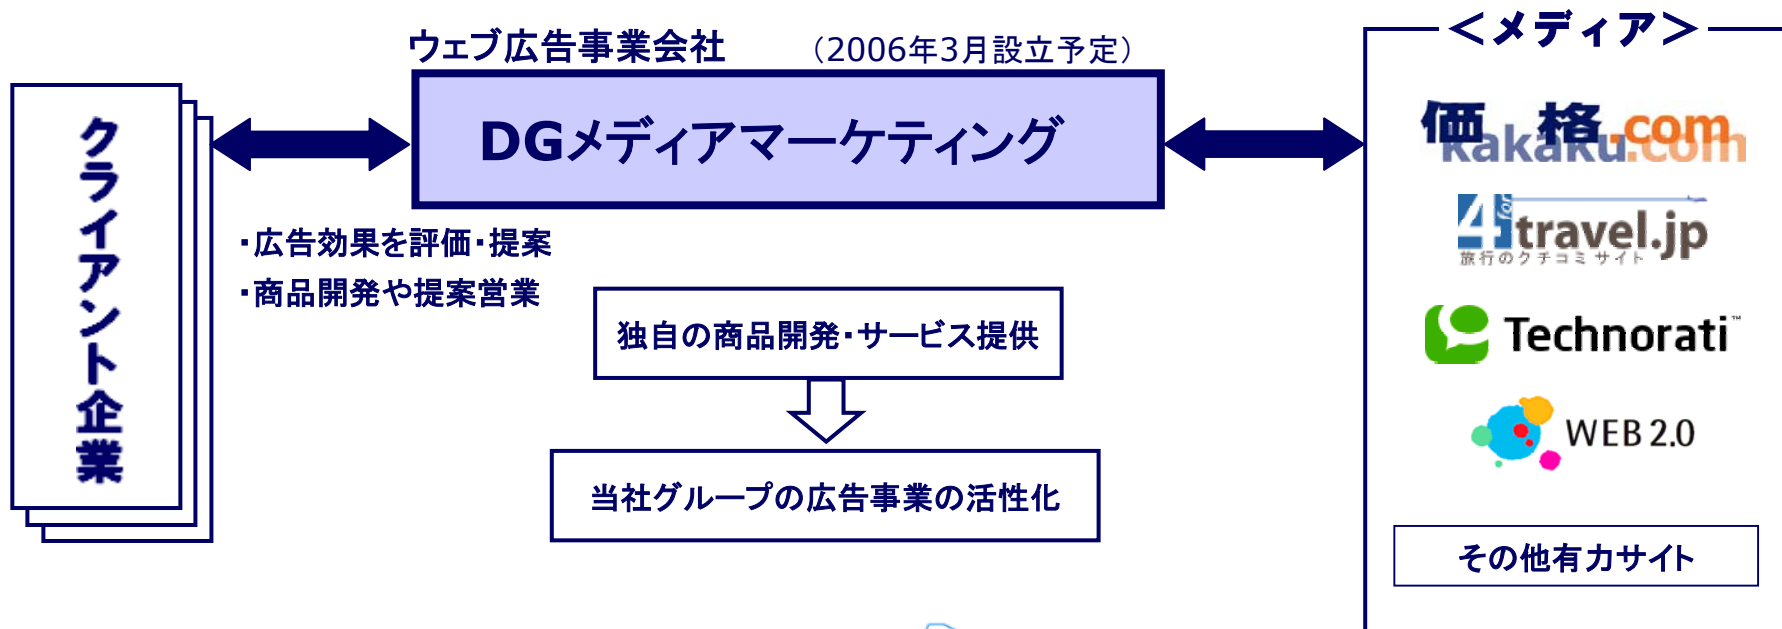 ウェブ広告事業会社 （2006年3月設立予定）
DGメディアマーケティング
クライアント企業
・広告効果を評価・提案
・商品開発や提案営業
独自の商品開発・サービス提供
当社グループの広告事業の活性化
＜メディア＞
価格.com
kakaku.com
4 for travel.jp
旅行のクチコミサイト
Technorati™
WEB 2.0
その他有力サイト